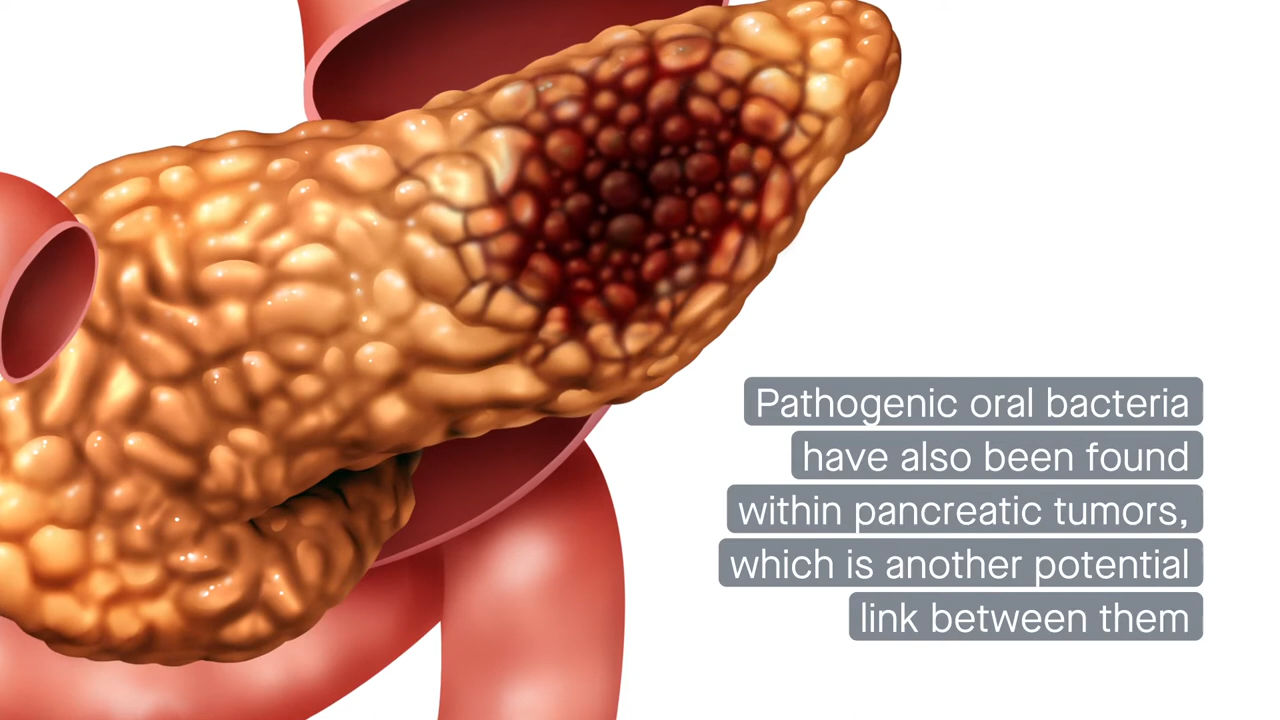 Pathogenic oral bacteria
have also been found
within pancreatic tumors,
which is another potential
link between them